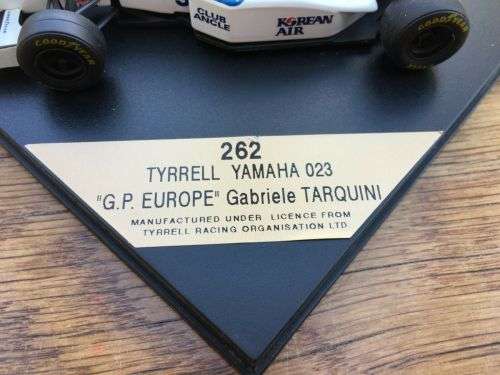 CLUB
ANGLE
KOREAN
AIR
GOODYEAR
GOODYEAR
262
TYRRELL YAMAHA 023
"G.P. EUROPE" Gabriele TARQUINI
MANUFACTURED UNDER LICENCE FROM
TYRRELL RACING ORGANISATION LTD.